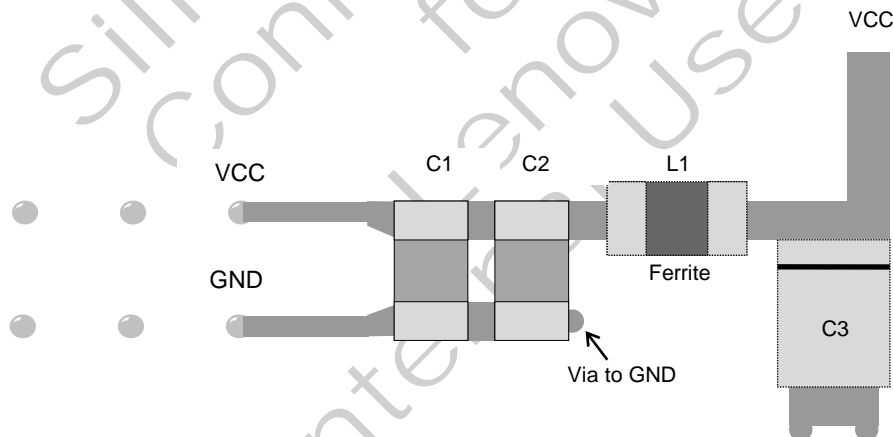 VCC
VCC
C1
C2
L1
GND
Ferrite
C3
Via to GND